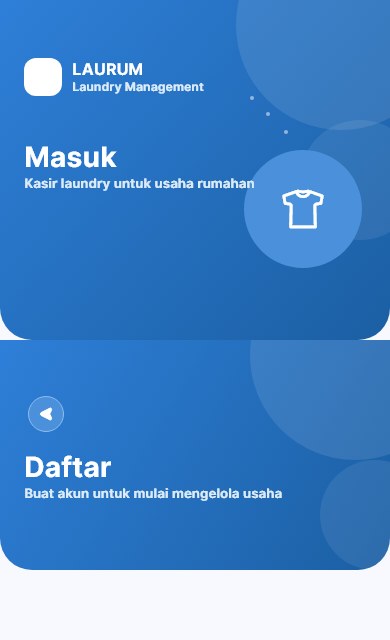 LAURUM
Laundry Management
Masuk
Kasir laundry untuk usaha rumahan
Daftar
Buat akun untuk mulai mengelola usaha